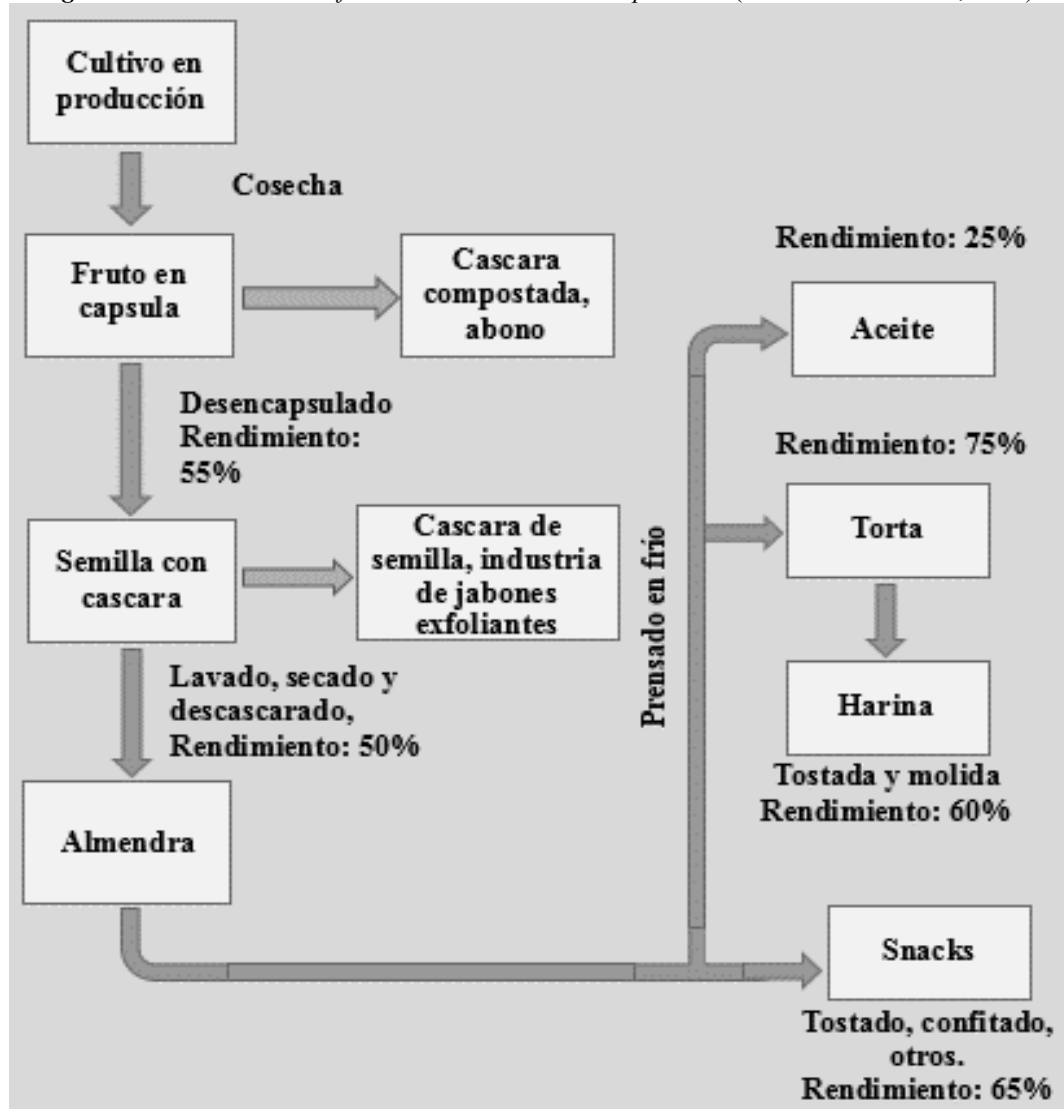 Cultivo en
producción
Cosecha
Fruto en
capsula
Cascara
compostada,
abono
Desencapsulado
Rendimiento:
55%
Semilla con
cascara
Cascara de
semilla, industria
de jabones
exfoliantes
Lavado, secado y
descascarado,
Rendimiento: 50%
Almendra
Prensado en frío
Rendimiento: 25%
Aceite
Rendimiento: 75%
Torta
Harina
Tostada y molida
Rendimiento: 60%
Snacks
Tostado, confitado,
otros.
Rendimiento: 65%